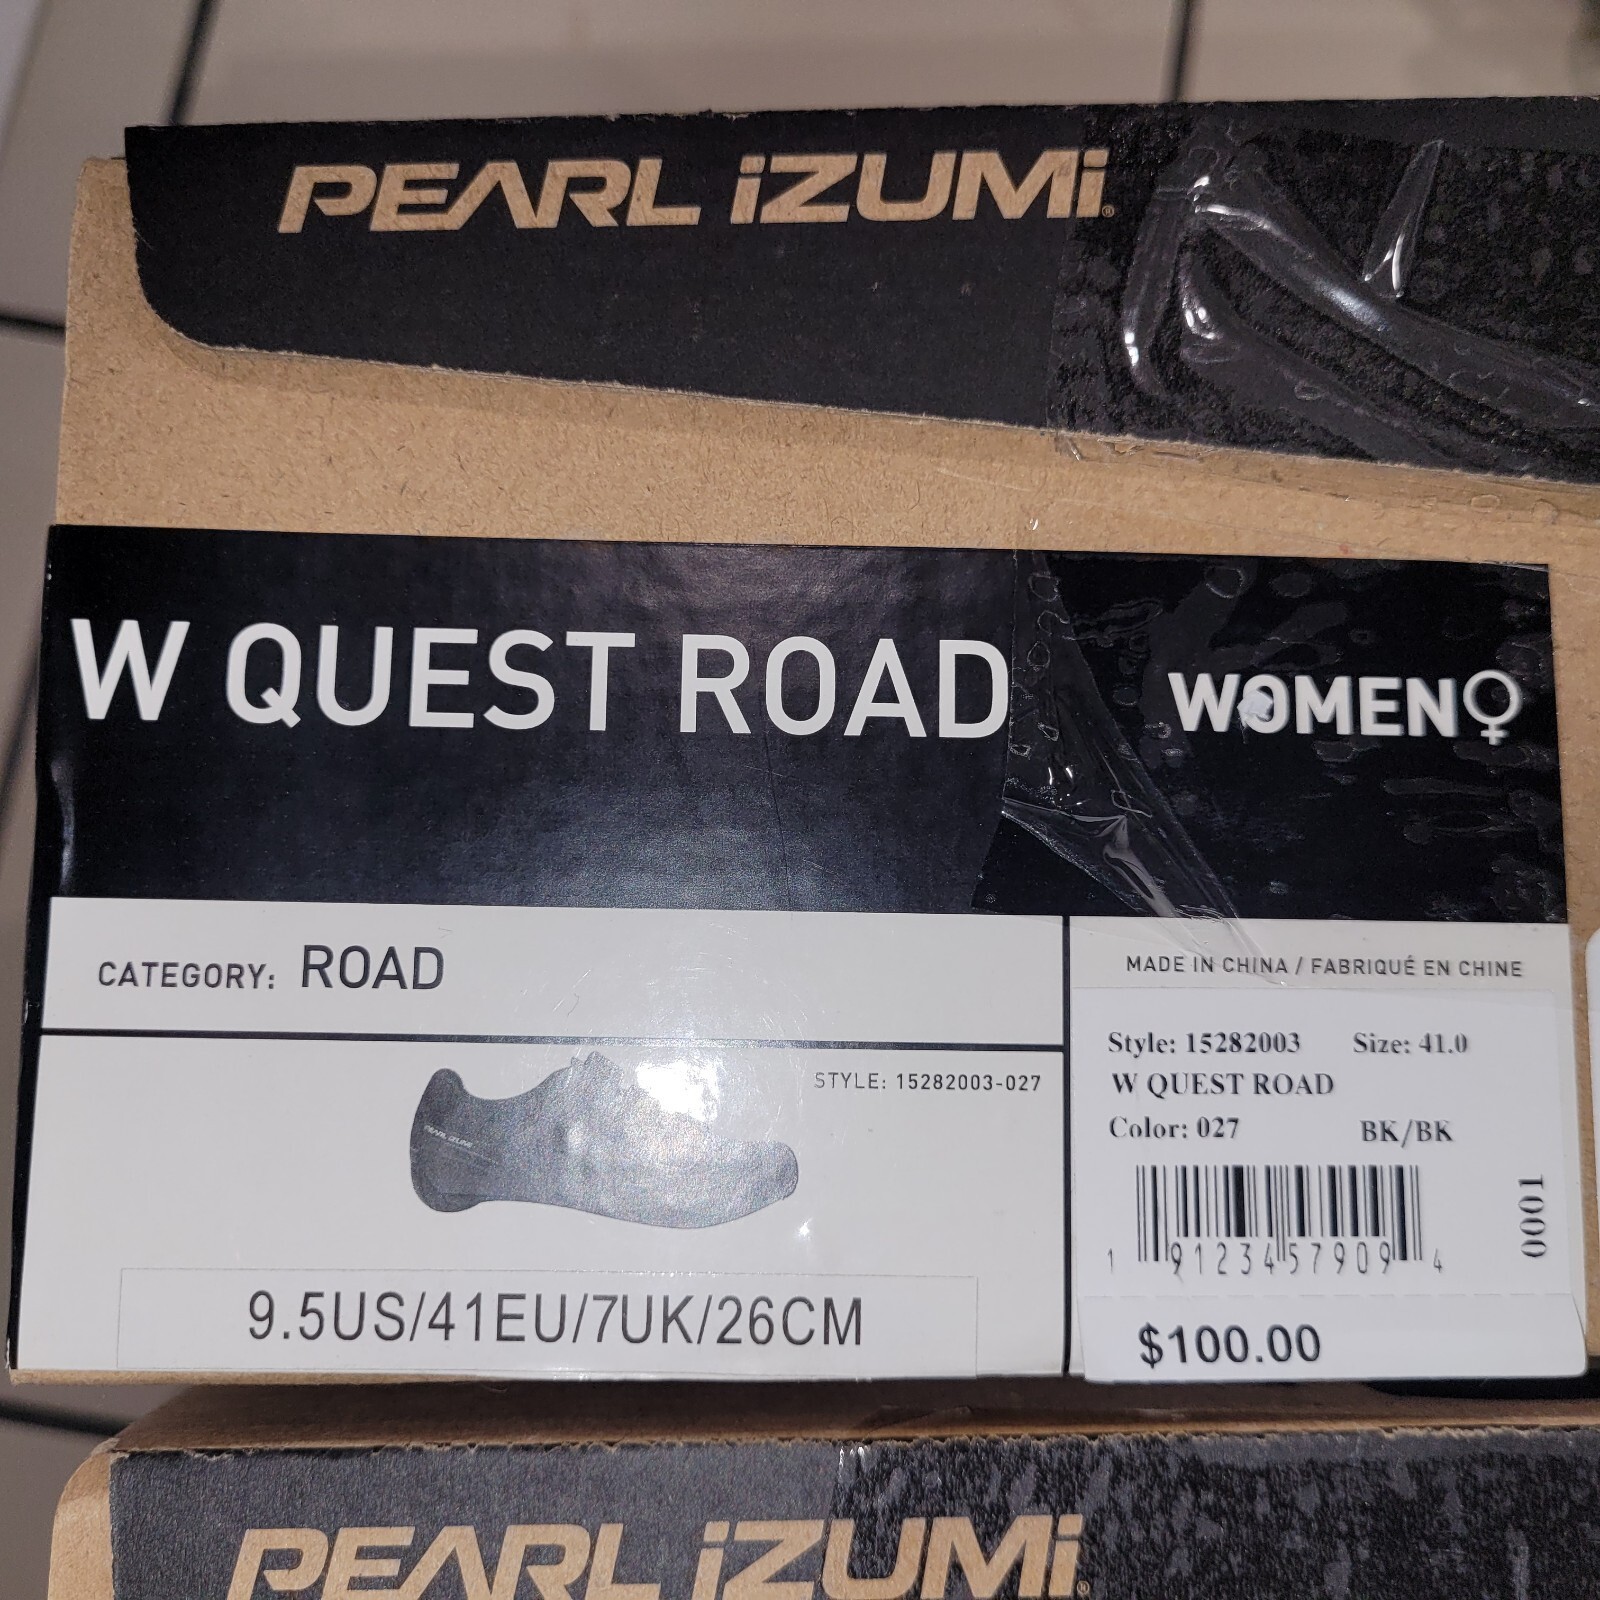 PEARL iZUMi®
W QUEST ROAD
WOMEN♀
CATEGORY: ROAD
MADE IN CHINA / FABRIQUÉ EN CHINE
STYLE: 15282003-027
PEARL iZUMi
9.5US/41EU/7UK/26CM
Style: 15282003 Size: 41.0
W QUEST ROAD
Color: 027 BK/BK
1 91234 57909 4
0001
$100.00
PEARL iZUMi®